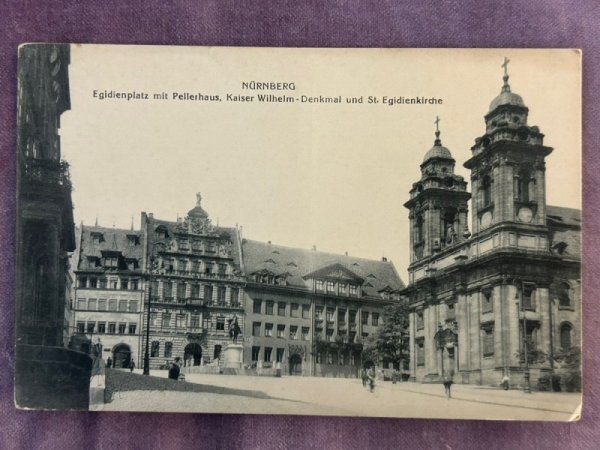 NÜRNBERG
Egidienplatz mit Pellerhaus, Kaiser Wilhelm-Denkmal und St. Egidienkirche